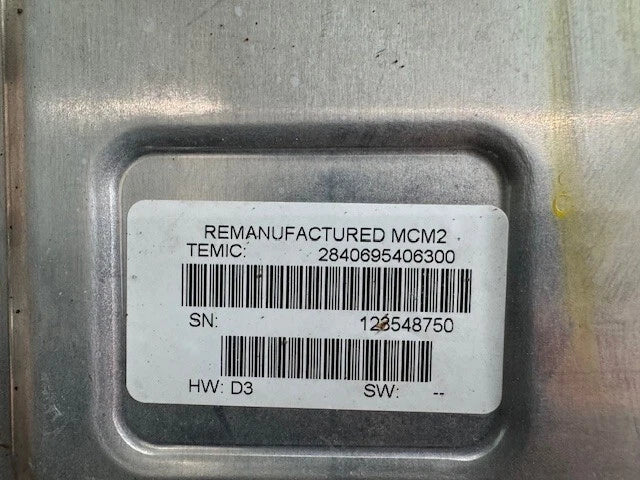 REMANUFACTURED MCM2
TEMIC: 2840695406300
SN: 123548750
HW: D3 SW: --